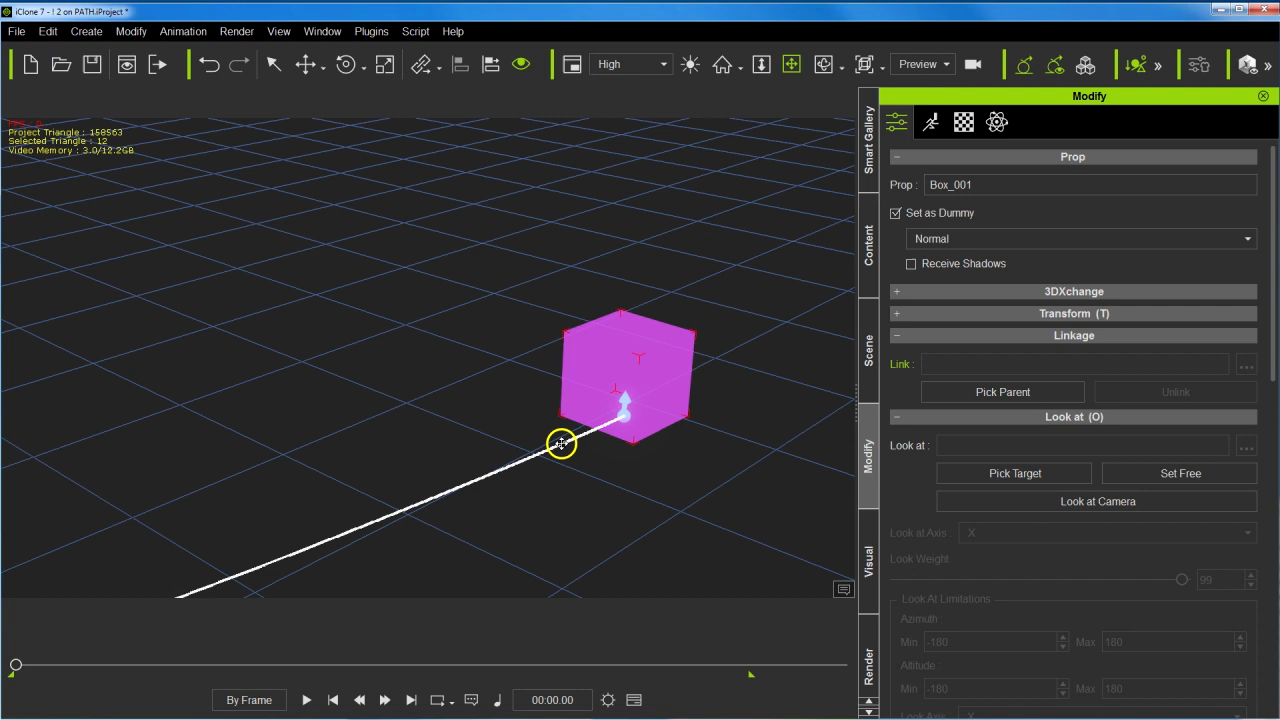 iClone 7 - ! 2 on PATH.iProject *
File Edit Create Modify Animation Render View Window Plugins Script Help
High
Preview
Modify
Project Triangle : 158563
Selected Triangle : 12
Video Memory : 3.0/12.2GB
Smart Gallery
Content
Scene
Modify
Visual
Render
Prop
Prop : Box_001
Set as Dummy
Normal
Receive Shadows
3DXchange
Transform (T)
Linkage
Link :
Pick Parent Unlink
Look at (O)
Look at :
Pick Target Set Free
Look at Camera
Look at Axis : X
Look Weight
99
Look At Limitations
Azimuth :
Min -180 Max 180
Altitude :
Min -180 Max 180
By Frame
00:00.00